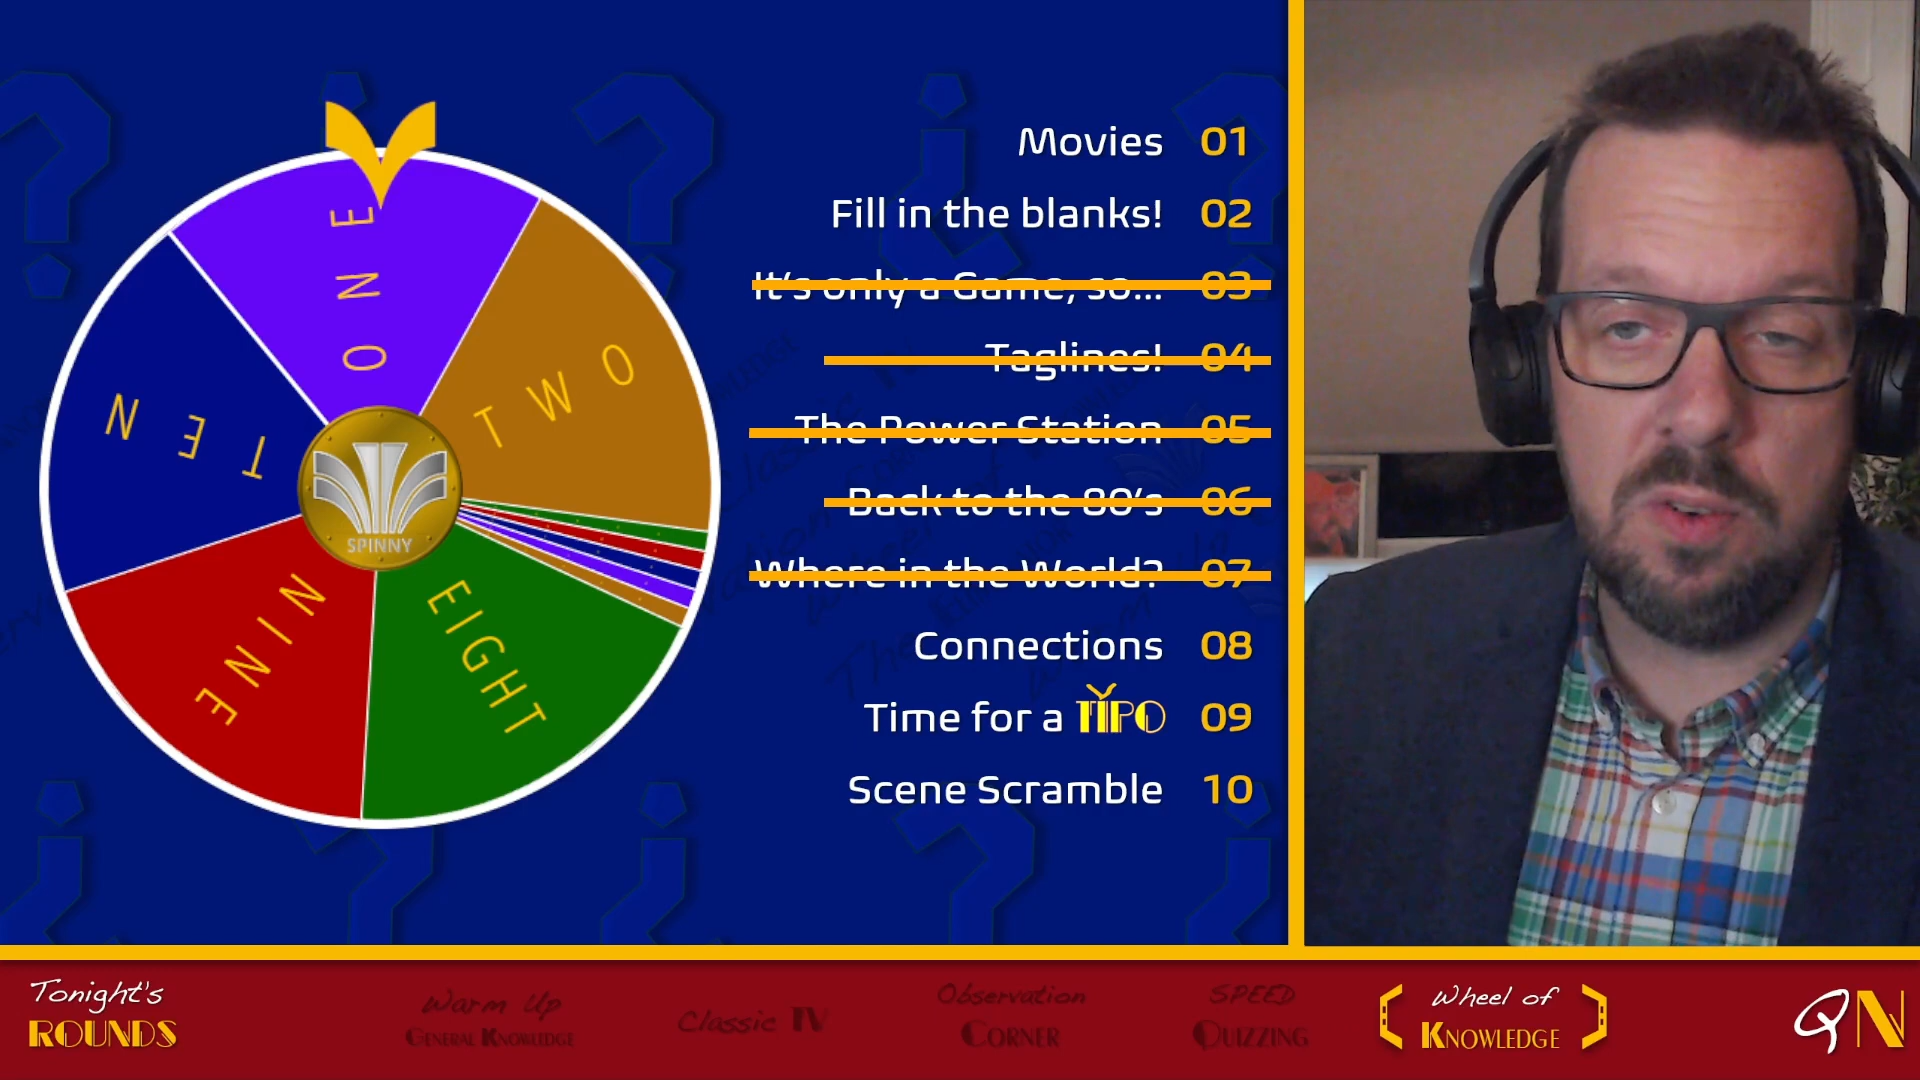 ONE
TWO
EIGHT
NINE
TEN
SPINNY
Movies 01
Fill in the blanks! 02
It's only a Game, so... 03
Taglines! 04
The Power Station 05
Back to the 80's 06
Where in the World? 07
Connections 08
Time for a TIPO 09
Scene Scramble 10
Tonight's
ROUNDS
Warm Up
GENERAL KNOWLEDGE
Classic TV
Observation
CORNER
SPEED
QUIZZING
Wheel of
KNOWLEDGE
QN